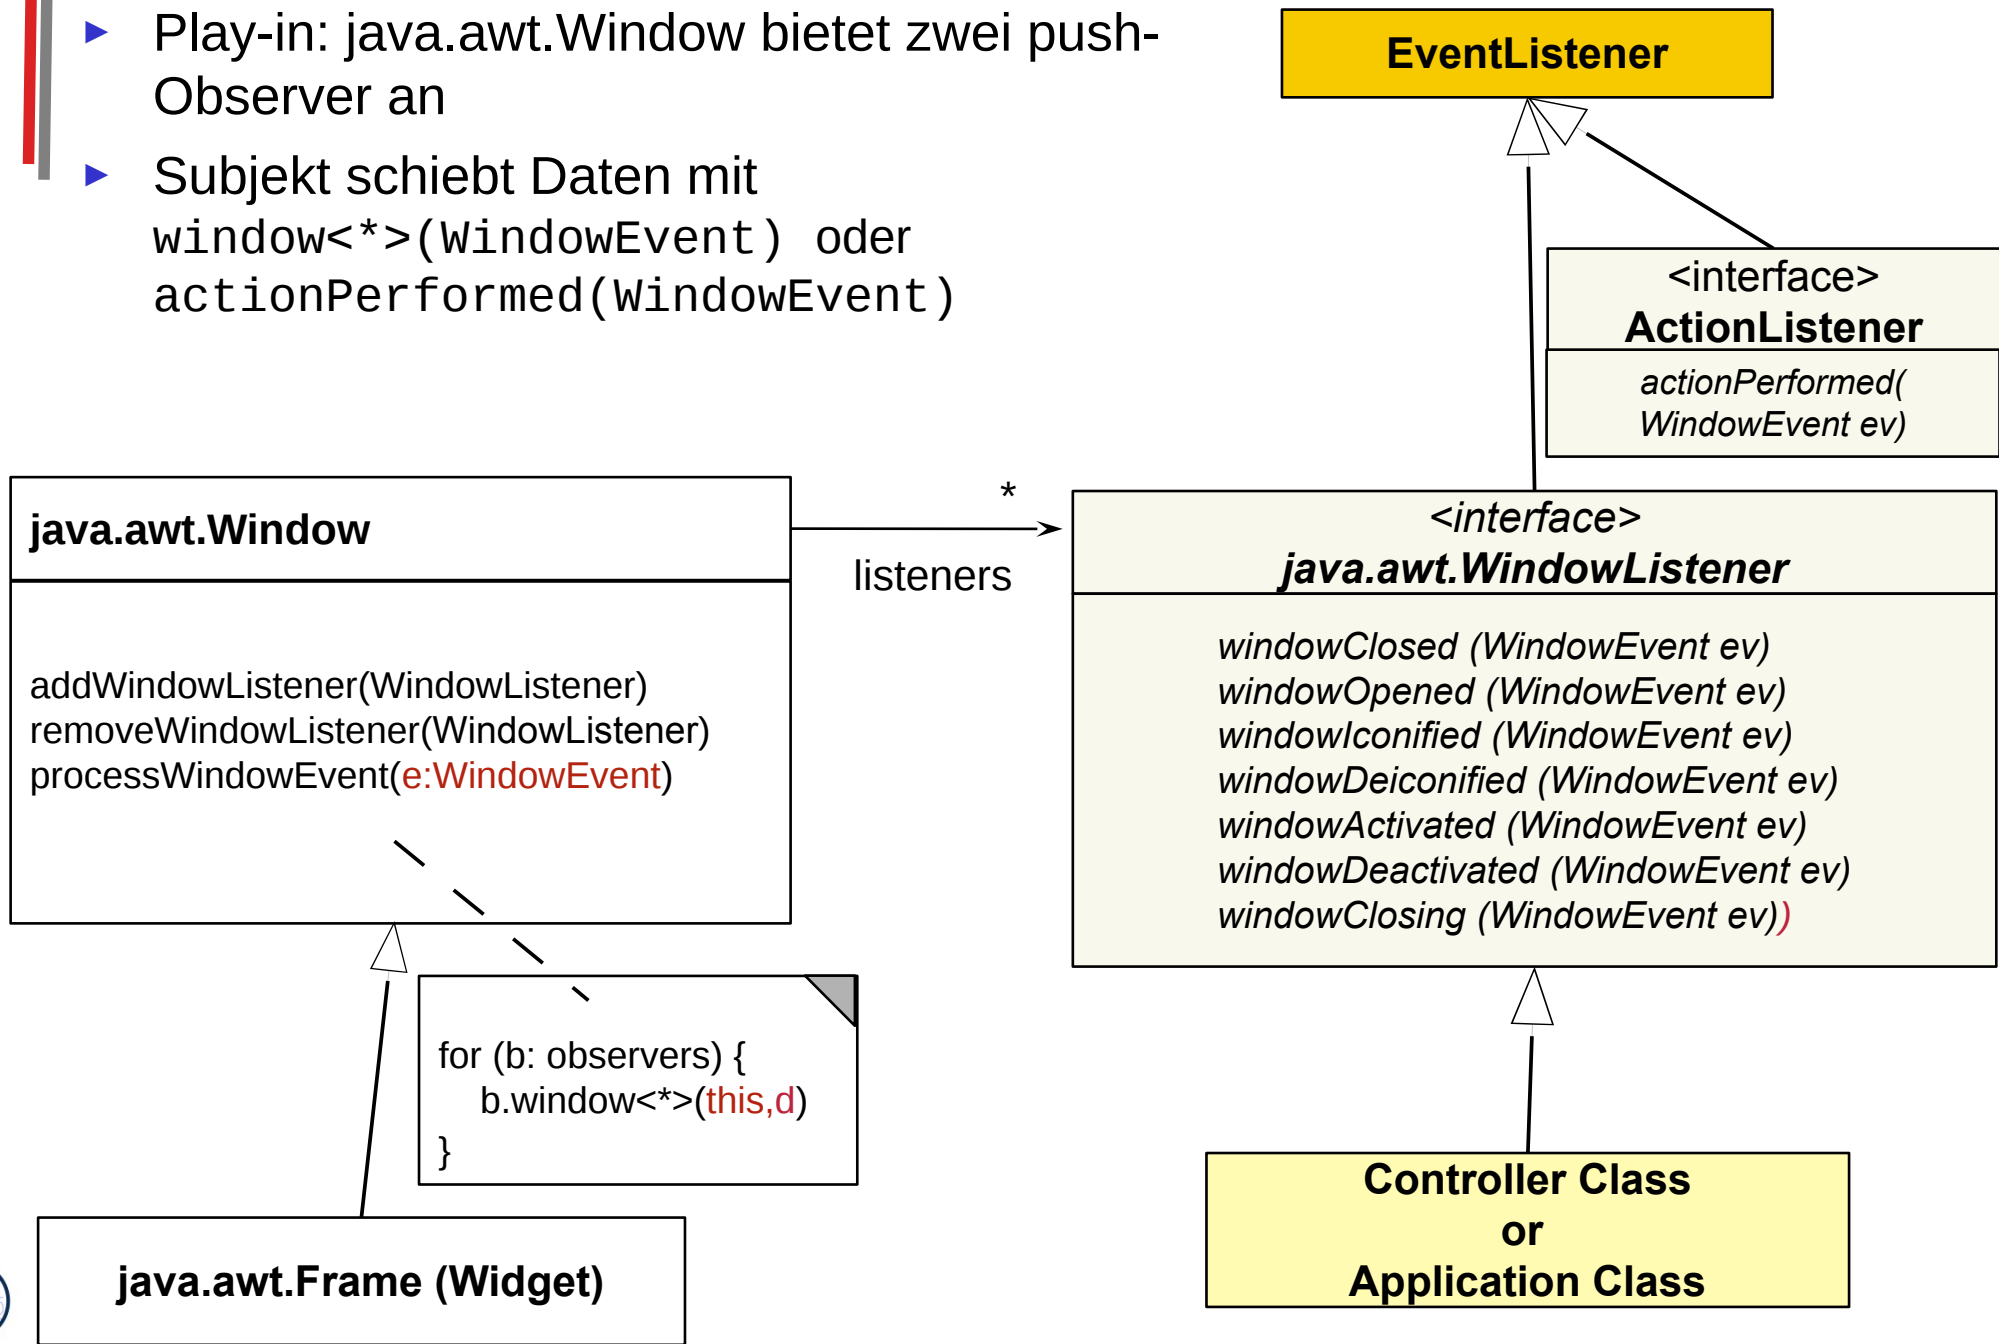 ► Play-in: java.awt.Window bietet zwei push-
Observer an
► Subjekt schiebt Daten mit
window<*>(WindowEvent) oder
actionPerformed(WindowEvent)
EventListener
<interface>
ActionListener
actionPerformed(
WindowEvent ev)
java.awt.Window
addWindowListener(WindowListener)
removeWindowListener(WindowListener)
processWindowEvent(e:WindowEvent)
*
listeners
<interface>
java.awt.WindowListener
windowClosed (WindowEvent ev)
windowOpened (WindowEvent ev)
windowIconified (WindowEvent ev)
windowDeiconified (WindowEvent ev)
windowActivated (WindowEvent ev)
windowDeactivated (WindowEvent ev)
windowClosing (WindowEvent ev))
for (b: observers) {
b.window<*>(this,d)
}
java.awt.Frame (Widget)
Controller Class
or
Application Class